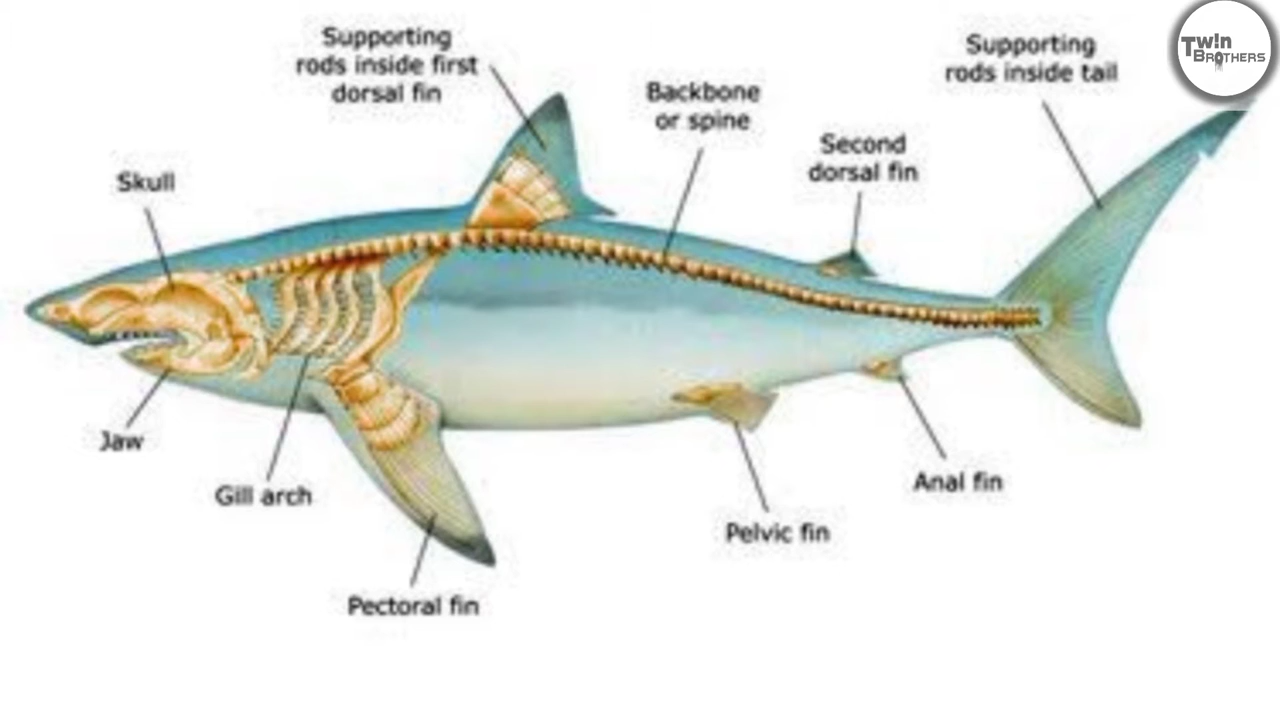 Supporting
rods inside first
dorsal fin
Backbone
or spine
Second
dorsal fin
Supporting
rods inside tail
Tw!n
BROTHERS
Skull
Jaw
Gill arch
Pectoral fin
Pelvic fin
Anal fin